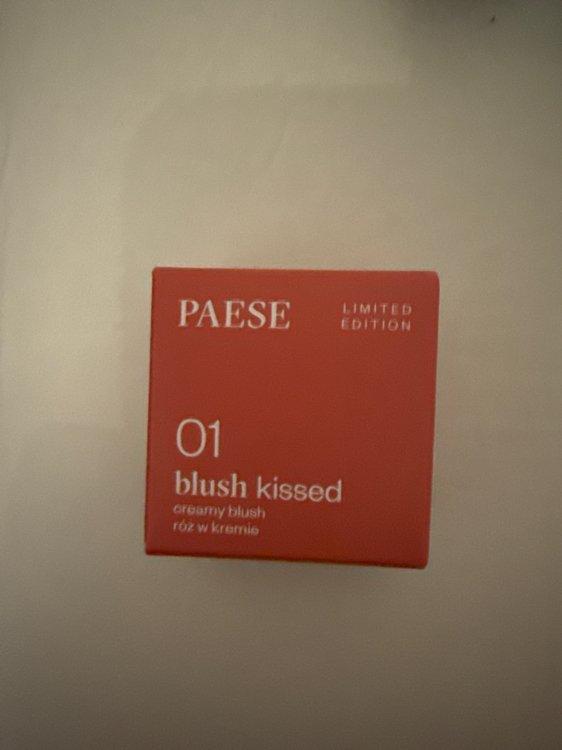 PAESE
LIMITED
EDITION
01
blush kissed
creamy blush
róż w kremie